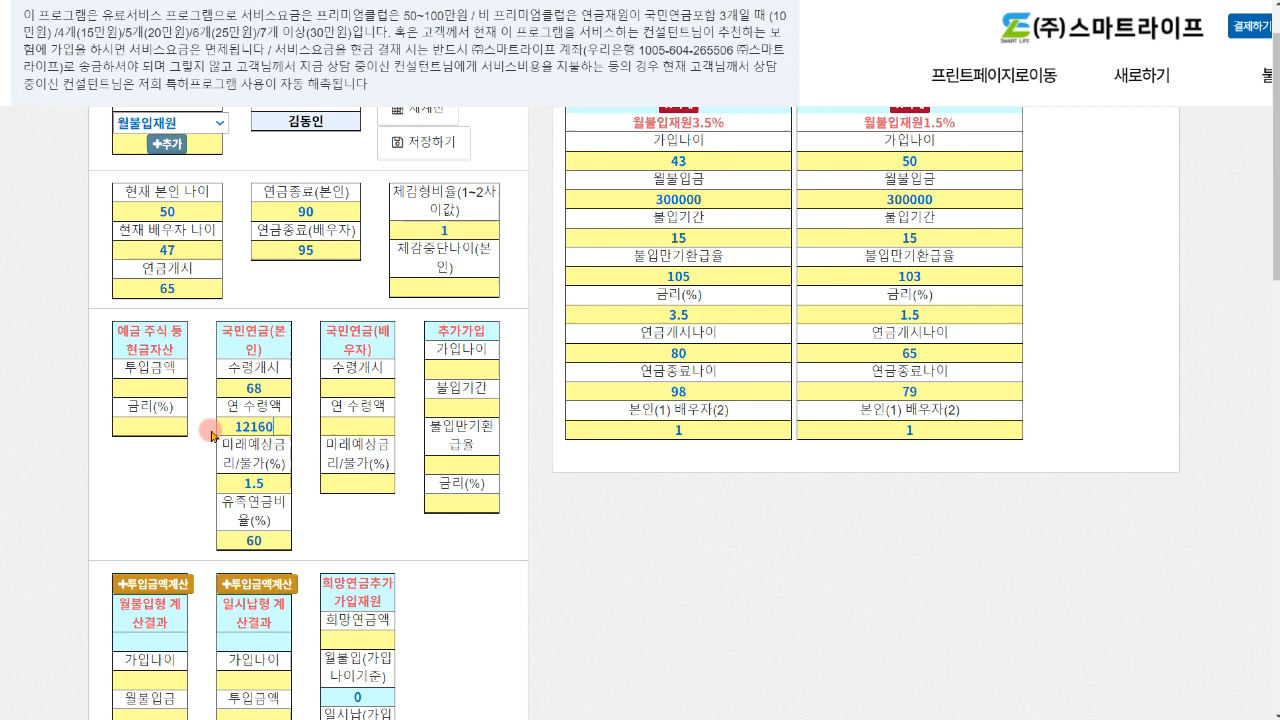 이 프로그램은 유료서비스 프로그램으로 서비스요금은 프리미엄클럽은 50~100만원 / 비 프리미엄클럽은 연금재원이 국민연금포함 3개일 때 (10
만원) /4개(15만원)/5개(20만원)/6개(25만원)/7개 이상(30만원)입니다. 혹은 고객께서 현재 이 프로그램을 서비스하는 컨설턴트님이 추천하는 보
험에 가입을 하시면 서비스요금은 면제됩니다 / 서비스요금은 현금 증정시는 반드시 ㈜스마트라이프 계좌(우리은행 1005-604-265506 ㈜스마트
라이프)로 송금하셔야 되며 그렇지 않고 고객님께서 지금 상담 중이신 컨설턴트님에게 서비스비용을 지불하는 등의 경우 현재 고객님깨서 상담
중이신 컨설턴트님은 저희 특허프로그램 사용이 자동 해촉됩니다
SMART LIFE
(주)스마트라이프
결제하기
프린트페이지로이동
새로하기
월불입재원
+추가
김동인
저장하기
현재 본인 나이
50
현재 배우자 나이
47
연금개시
65
연금종료(본인)
90
연금종료(배우자)
95
체감형비율(1~2사
이값)
1
체감중단나이(본
인)
예금 주식 등
현금자산
투입금액
금리(%)
국민연금(본
인)
수령개시
68
연 수령액
12160
미래예상금
리/물가(%)
1.5
유족연금비
율(%)
60
국민연금(배
우자)
수령개시
연 수령액
미래예상금
리/물가(%)
추가가입
가입나이
불입기간
불입만기환
급율
금리(%)
+투입금액계산
월불입형 계
산결과
가입나이
월불입금
+투입금액계산
일시납형 계
산결과
가입나이
투입금액
희망연금추가
가입재원
희망연금액
월불입(가입
나이기준)
0
일시납(가입
월불입재원3.5%
가입나이
43
월불입금
300000
불입기간
15
불입만기환급율
105
금리(%)
3.5
연금개시나이
80
연금종료나이
98
본인(1) 배우자(2)
1
월불입재원1.5%
가입나이
50
월불입금
300000
불입기간
15
불입만기환급율
103
금리(%)
1.5
연금개시나이
65
연금종료나이
79
본인(1) 배우자(2)
1